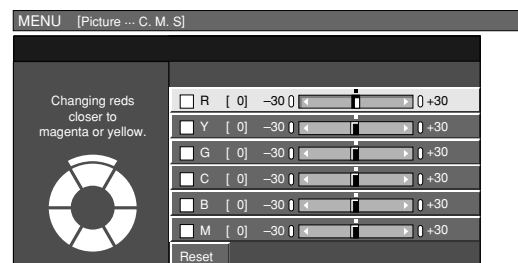 MENU [Picture ··· C. M. S]
Changing reds
closer to
magenta or yellow.
R [ 0] –30 +30
Y [ 0] –30 +30
G [ 0] –30 +30
C [ 0] –30 +30
B [ 0] –30 +30
M [ 0] –30 +30
Reset